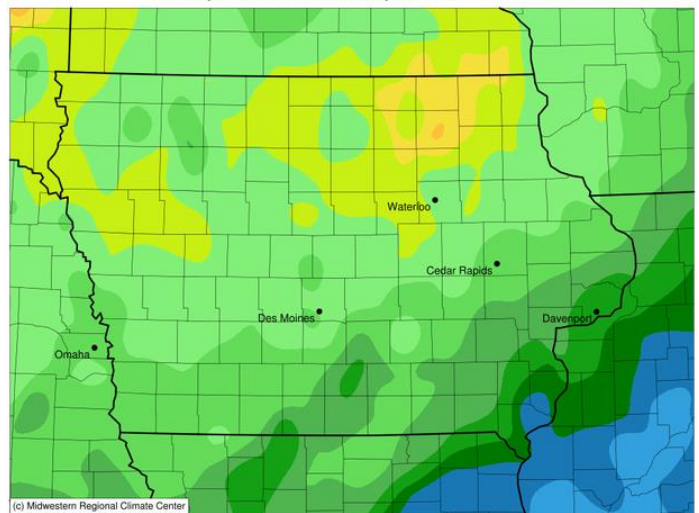 Waterloo
Cedar Rapids
Des Moines
Davenport
Omaha
(c) Midwestern Regional Climate Center